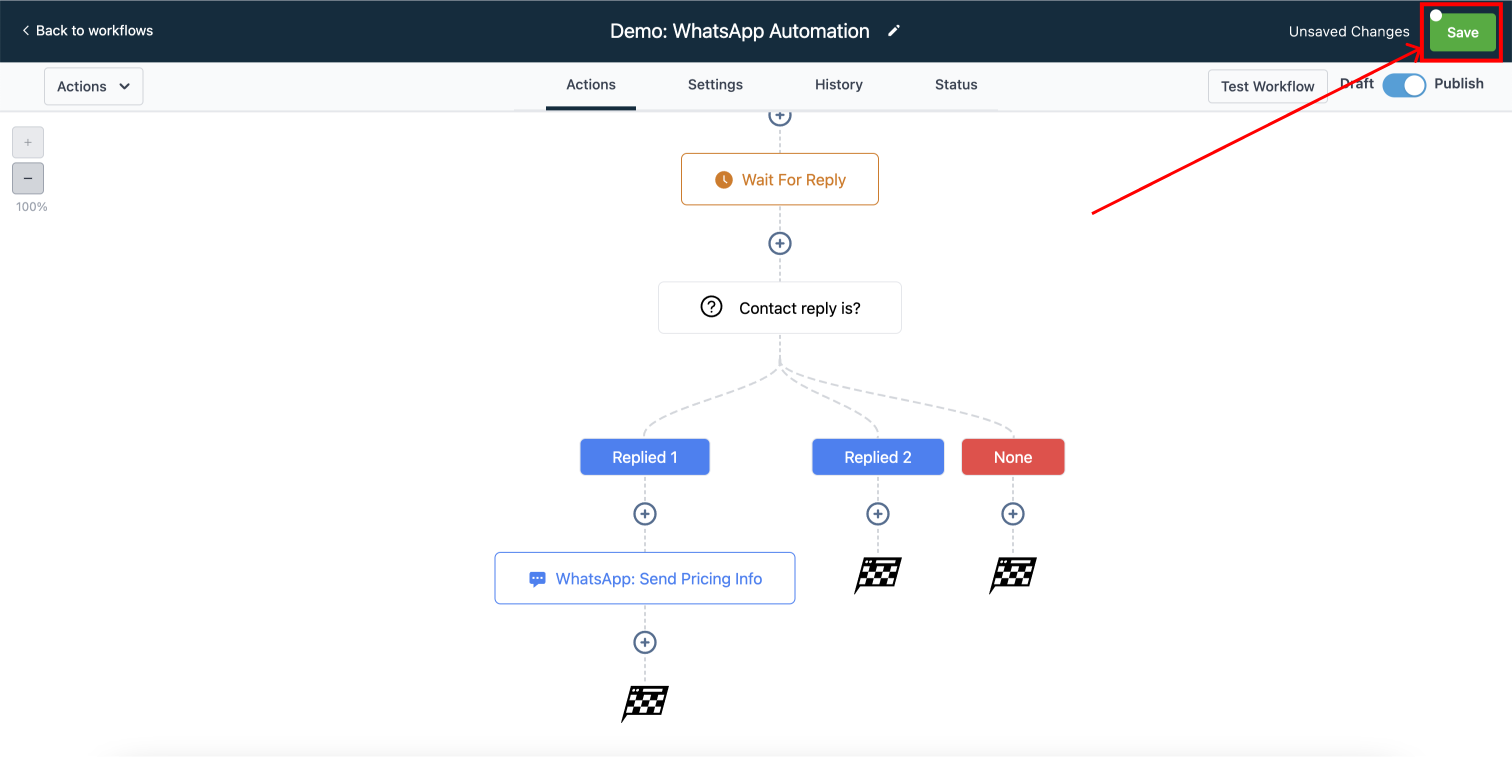 Back to workflows
Demo: WhatsApp Automation
Unsaved Changes
Save
Actions
Actions
Settings
History
Status
Test Workflow
Draft
Publish
+
−
100%
Wait For Reply
Contact reply is?
Replied 1
Replied 2
None
WhatsApp: Send Pricing Info